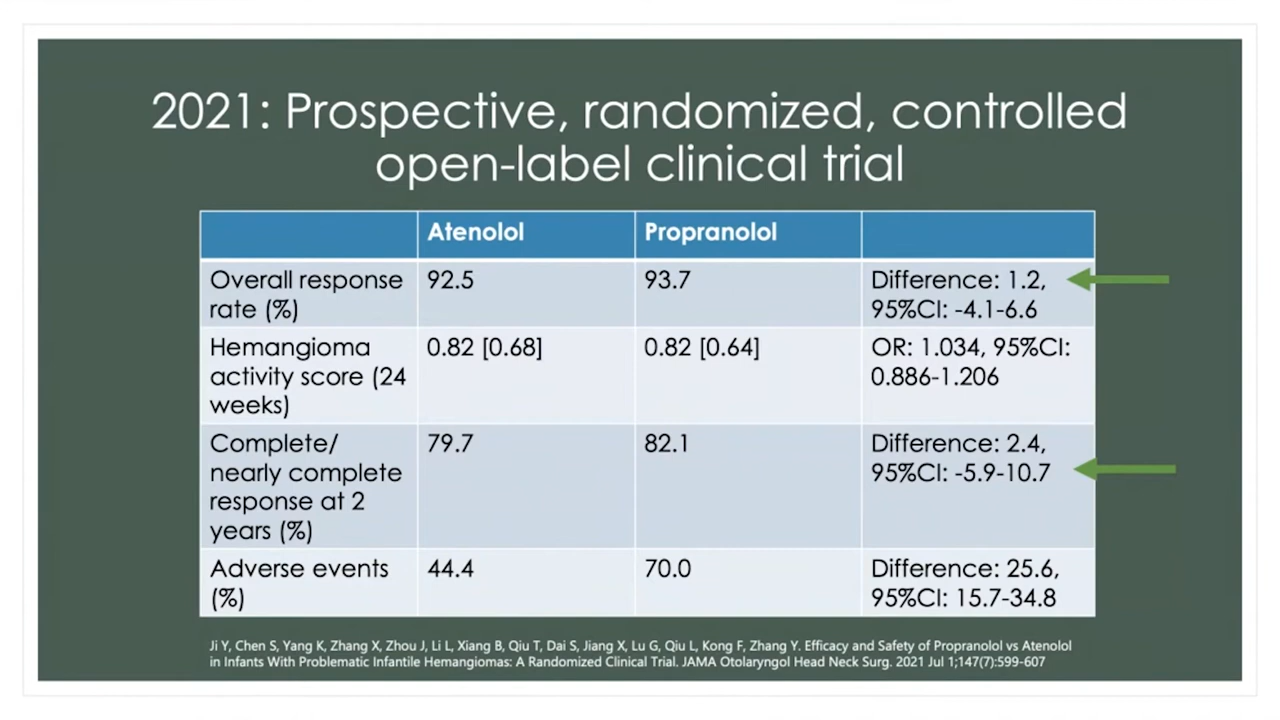 2021: Prospective, randomized, controlled
open-label clinical trial
Atenolol
Propranolol
Overall response
rate (%)
92.5
93.7
Difference: 1.2,
95%CI: -4.1-6.6
Hemangioma
activity score (24
weeks)
0.82 [0.68]
0.82 [0.64]
OR: 1.034, 95%CI:
0.886-1.206
Complete/
nearly complete
response at 2
years (%)
79.7
82.1
Difference: 2.4,
95%CI: -5.9-10.7
Adverse events
(%)
44.4
70.0
Difference: 25.6,
95%CI: 15.7-34.8
Ji Y, Chen S, Yang K, Zhang X, Zhou J, Li L, Xiang B, Qiu T, Dai S, Jiang X, Lu G, Qiu L, Kong F, Zhang Y. Efficacy and Safety of Propranolol vs Atenolol
in Infants With Problematic Infantile Hemangiomas: A Randomized Clinical Trial. JAMA Otolaryngol Head Neck Surg. 2021 Jul 1;147(7):599-607